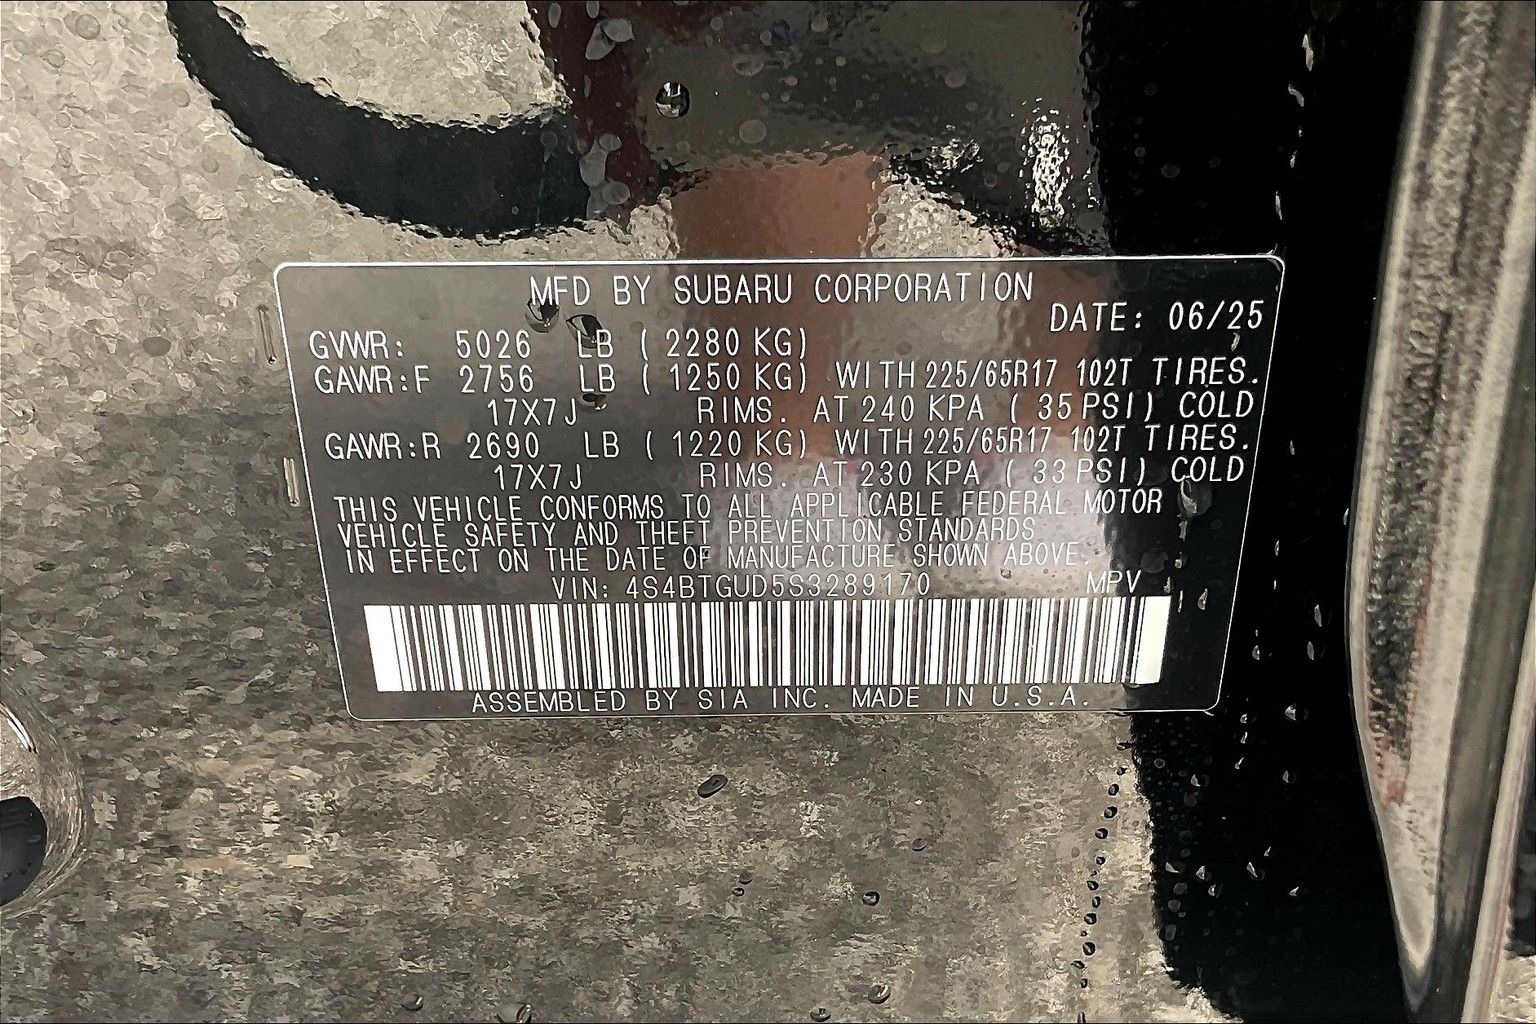 MFD BY SUBARU CORPORATION
DATE: 06/25
GVWR: 5026 LB (2280 KG)
GAWR:F 2756 LB (1250 KG) WITH 225/65R17 102T TIRES.
17X7J RIMS. AT 240 KPA (35 PSI) COLD
GAWR:R 2690 LB (1220 KG) WITH 225/65R17 102T TIRES.
17X7J RIMS. AT 230 KPA (33 PSI) COLD
THIS VEHICLE CONFORMS TO ALL APPLICABLE FEDERAL MOTOR
VEHICLE SAFETY AND THEFT PREVENTION STANDARDS
IN EFFECT ON THE DATE OF MANUFACTURE SHOWN ABOVE.
VIN: 4S4BTGUD5S3289170 MPV
ASSEMBLED BY SIA INC. MADE IN U.S.A.